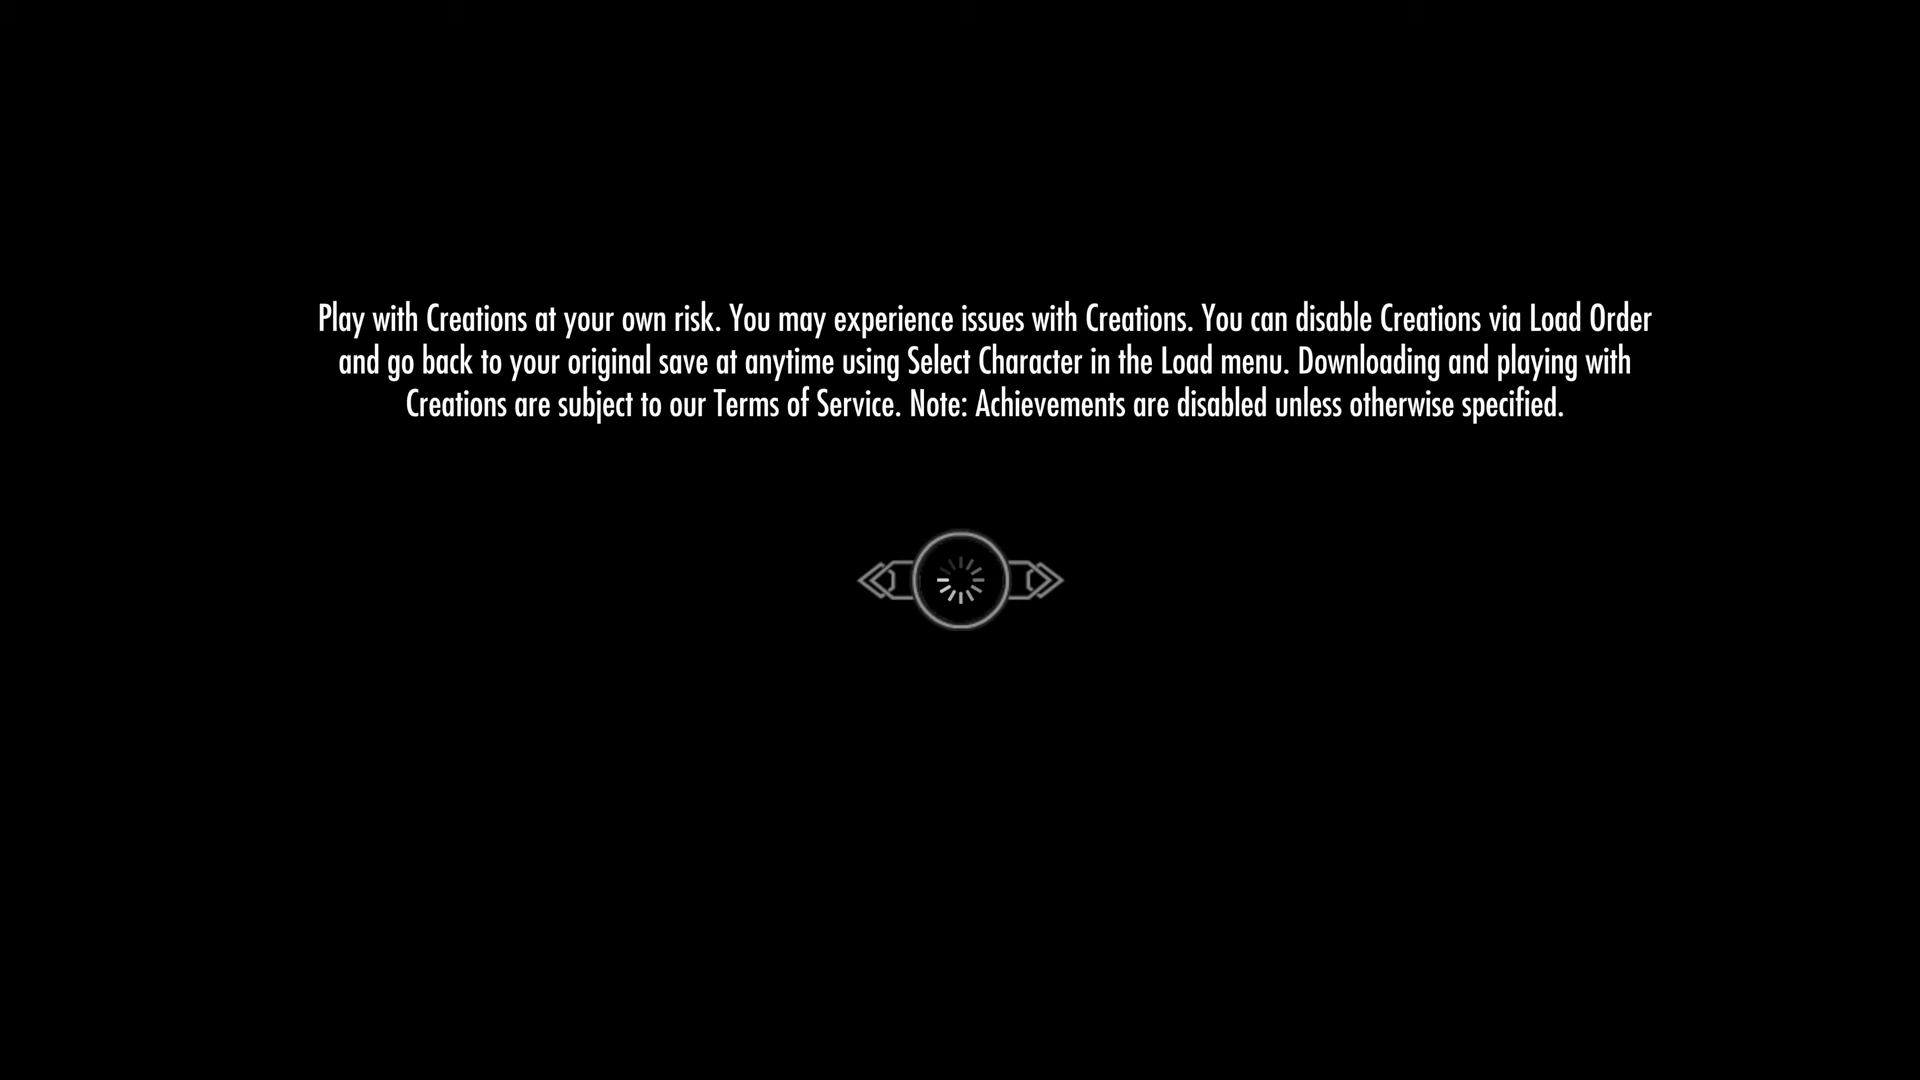 Play with Creations at your own risk. You may experience issues with Creations. You can disable Creations via Load Order
and go back to your original save at anytime using Select Character in the Load menu. Downloading and playing with
Creations are subject to our Terms of Service. Note: Achievements are disabled unless otherwise specified.